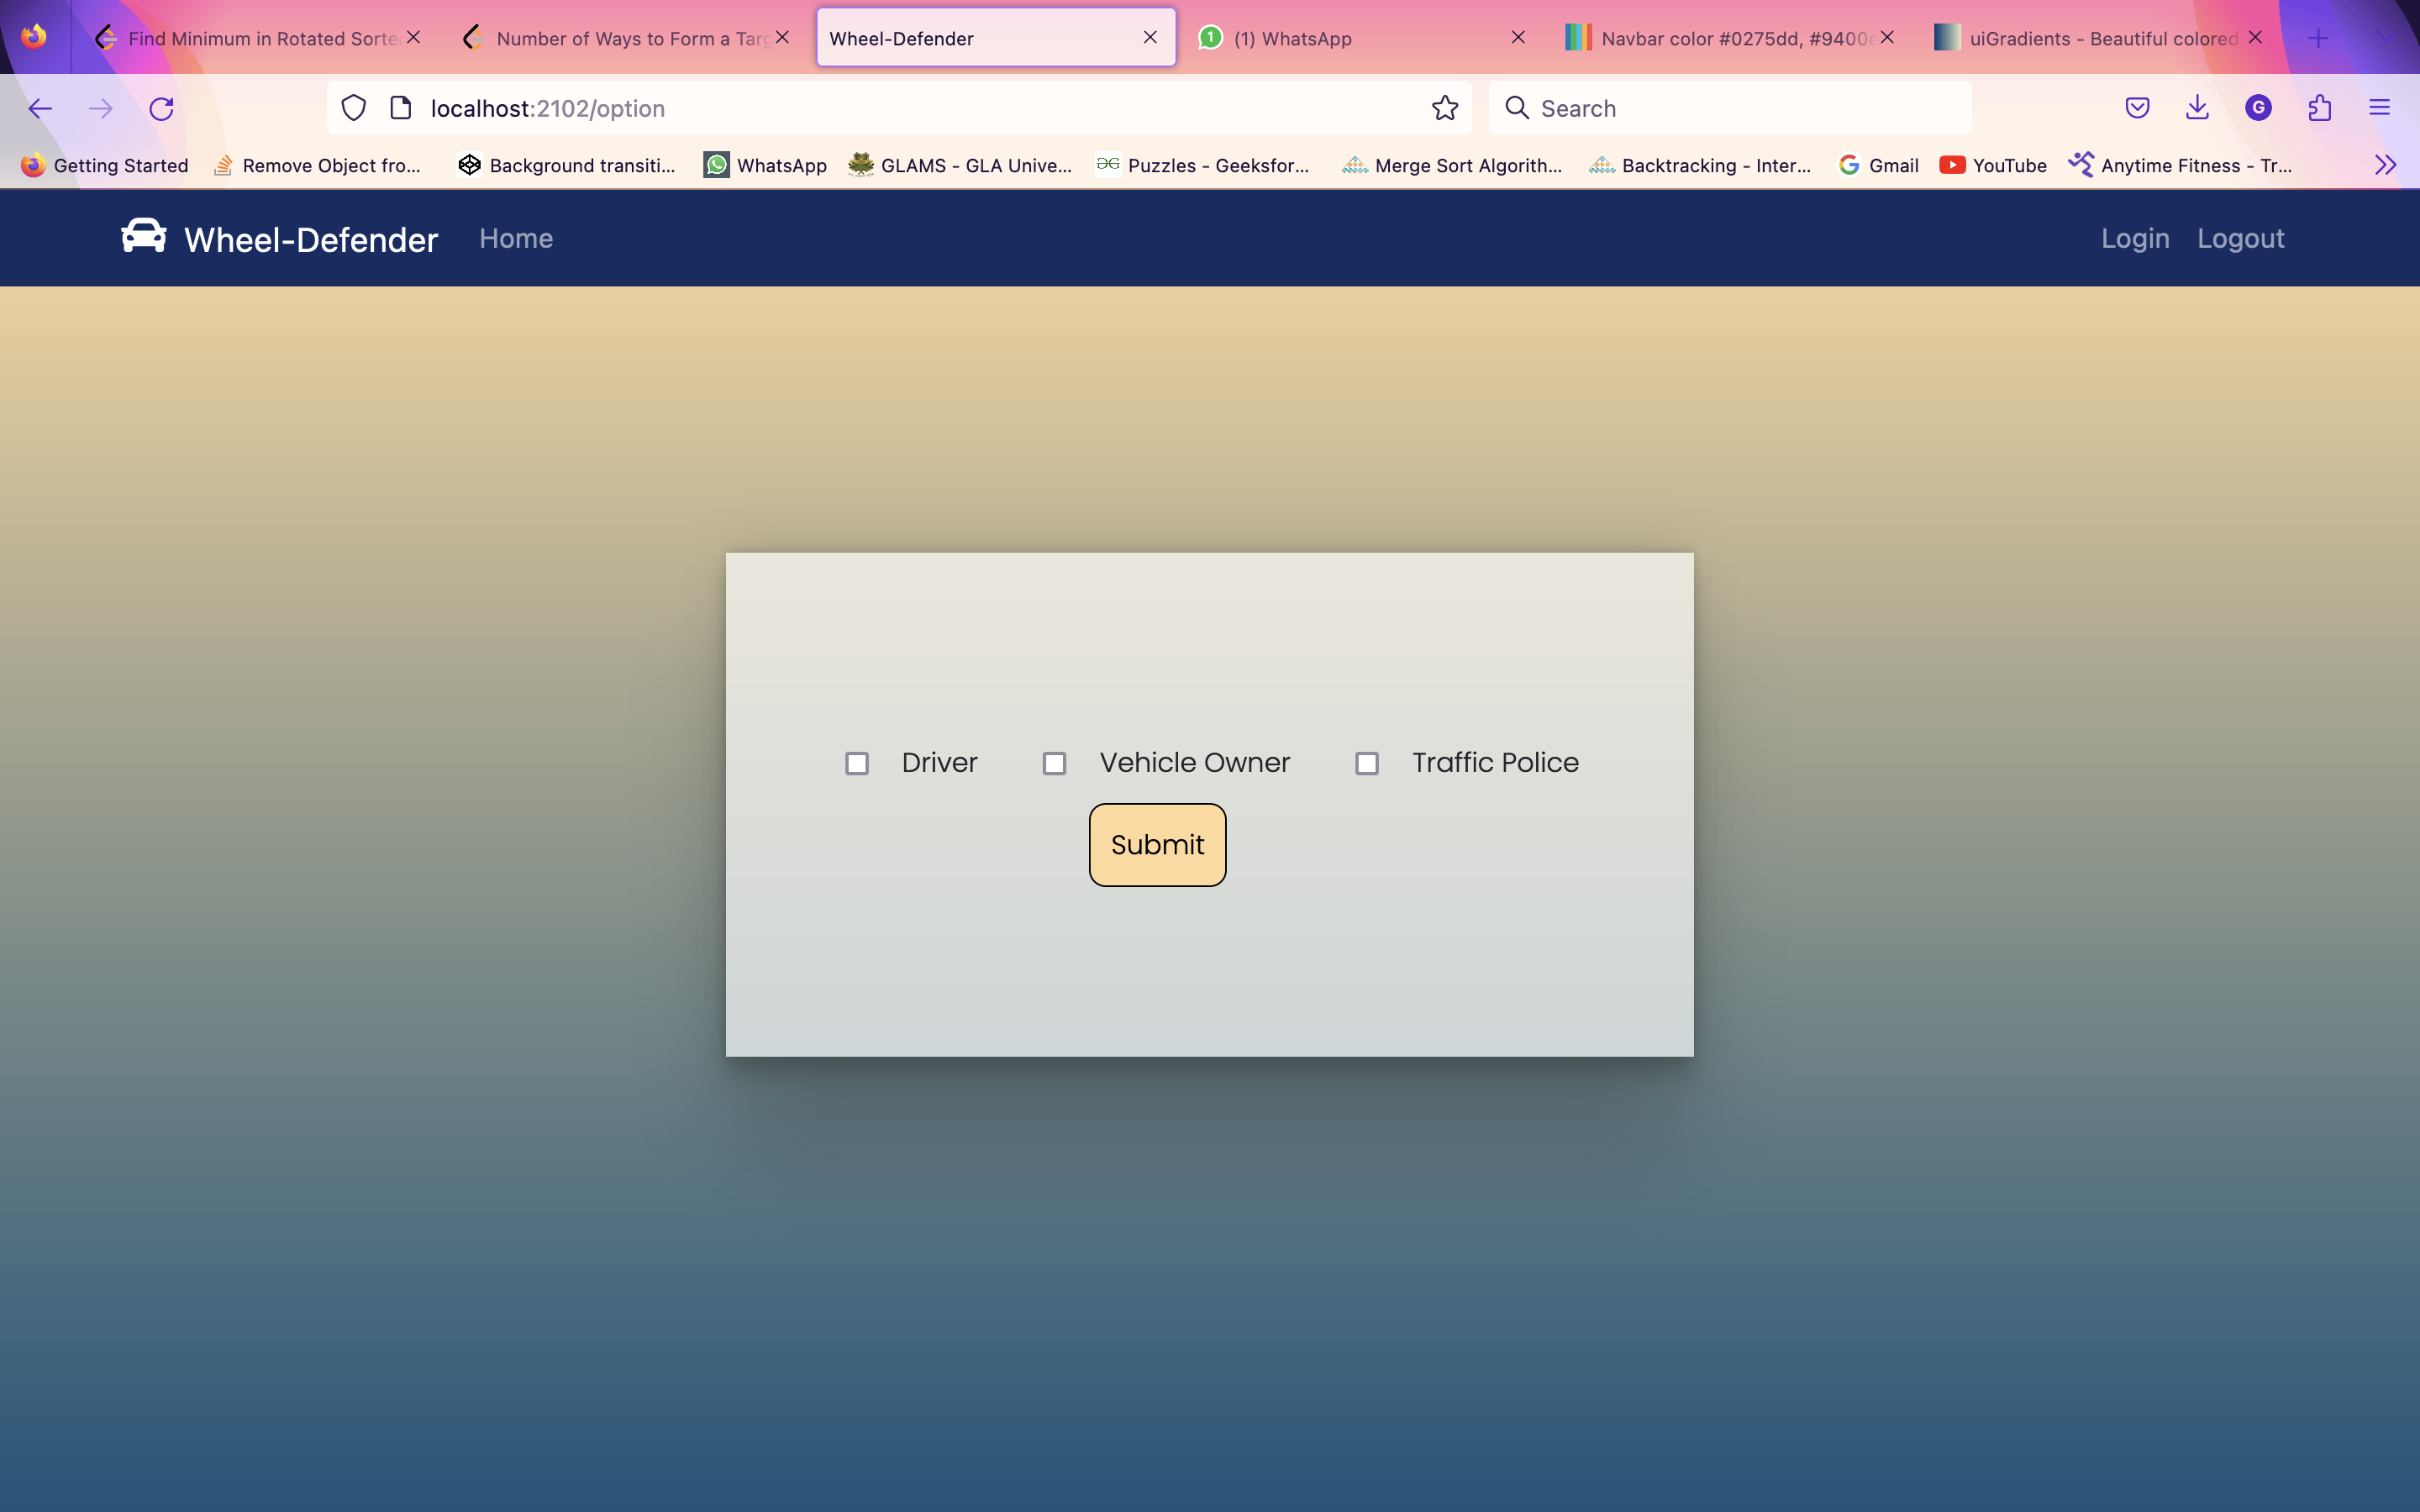 Find Minimum in Rotated Sorte
Number of Ways to Form a Targ
Wheel-Defender
1 (1) WhatsApp
Navbar color #0275dd, #9400
uiGradients - Beautiful colored
localhost:2102/option
Search
G
Getting Started
Remove Object fro...
Background transiti...
WhatsApp
GLAMS - GLA Unive...
Puzzles - Geeksfor...
Merge Sort Algorith...
Backtracking - Inter...
Gmail
YouTube
Anytime Fitness - Tr...
Wheel-Defender
Home
Login
Logout
Driver
Vehicle Owner
Traffic Police
Submit